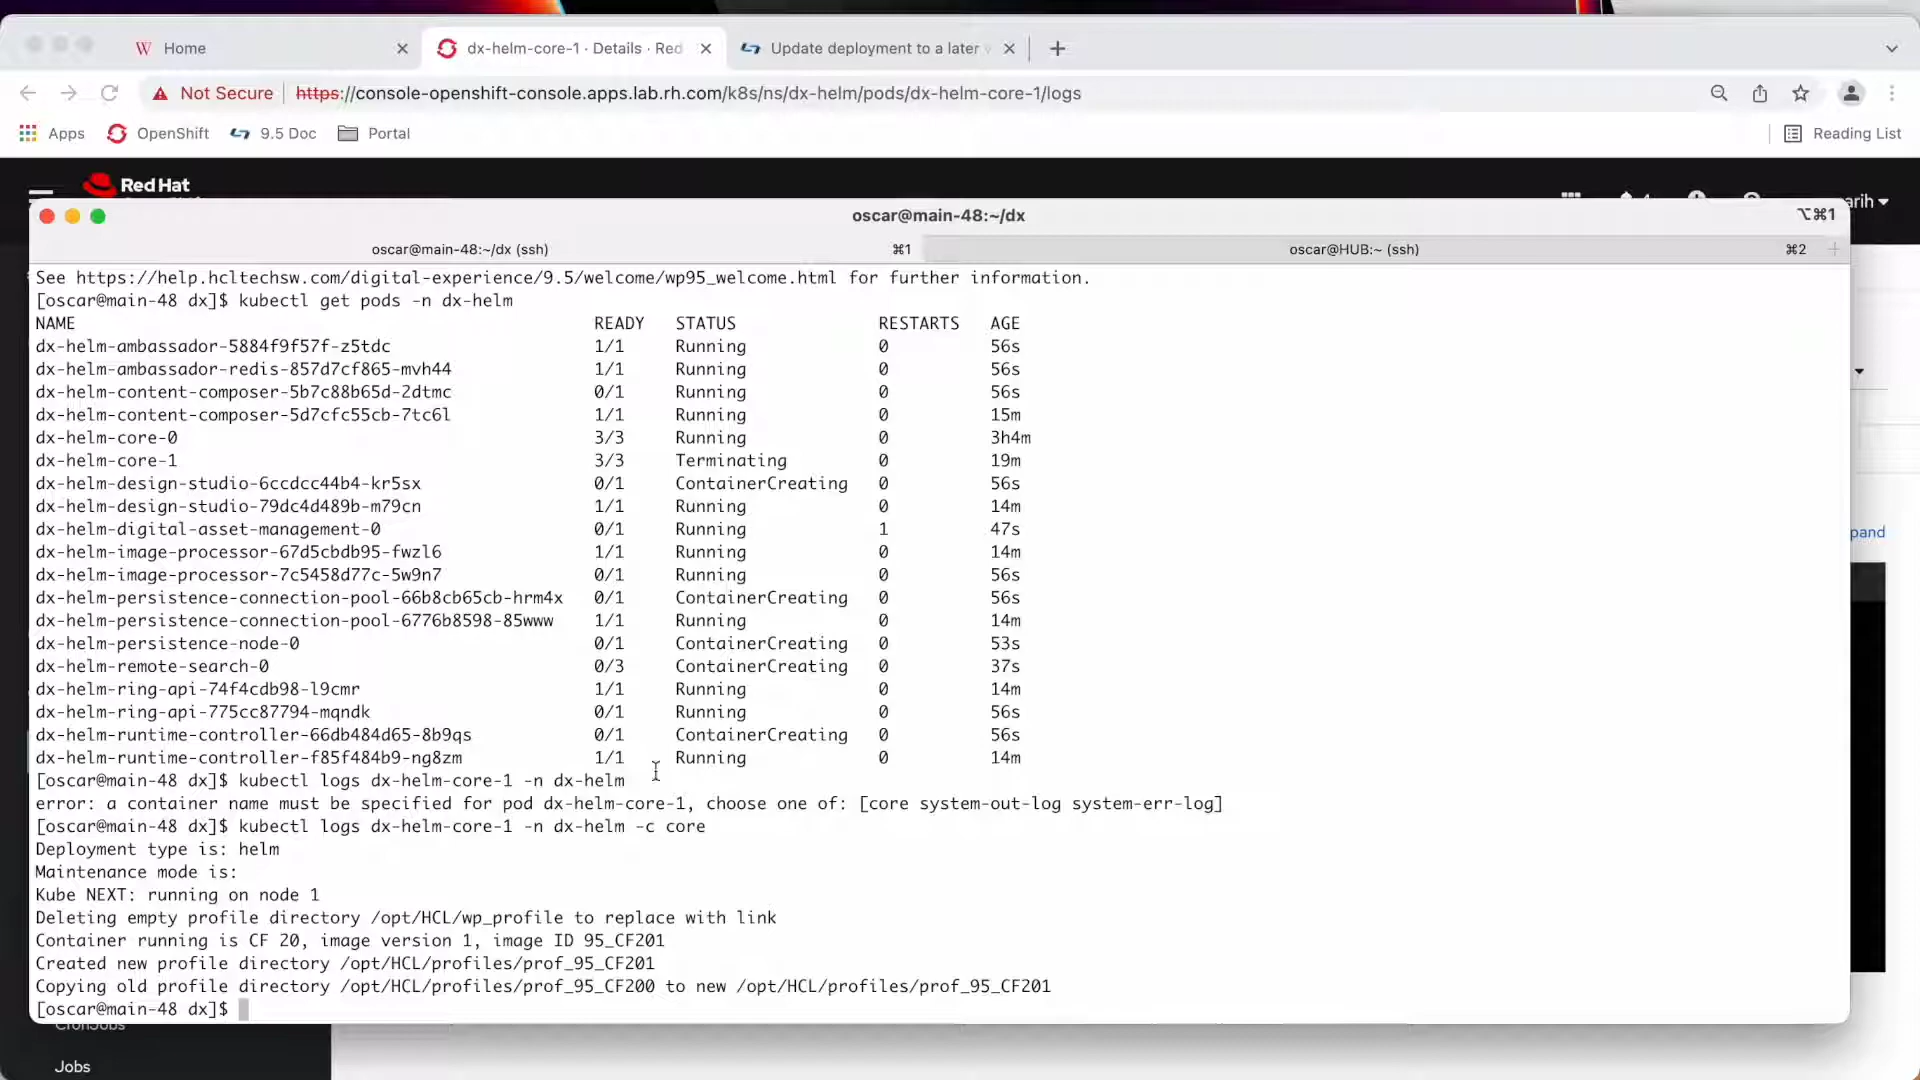 Home
dx-helm-core-1 · Details · Red
Update deployment to a later
Not Secure
https://console-openshift-console.apps.lab.rh.com/k8s/ns/dx-helm/pods/dx-helm-core-1/logs
Apps
OpenShift
9.5 Doc
Portal
Reading List
Red Hat
arih
oscar@main-48:~/dx
⌥⌘1
oscar@main-48:~/dx (ssh)
⌘1
oscar@HUB:~ (ssh)
⌘2
See https://help.hcltechsw.com/digital-experience/9.5/welcome/wp95_welcome.html for further information.
[oscar@main-48 dx]$ kubectl get pods -n dx-helm
NAME READY STATUS RESTARTS AGE
dx-helm-ambassador-5884f9f57f-z5tdc 1/1 Running 0 56s
dx-helm-ambassador-redis-857d7cf865-mvh44 1/1 Running 0 56s
dx-helm-content-composer-5b7c88b65d-2dtmc 0/1 Running 0 56s
dx-helm-content-composer-5d7cfc55cb-7tc6l 1/1 Running 0 15m
dx-helm-core-0 3/3 Running 0 3h4m
dx-helm-core-1 3/3 Terminating 0 19m
dx-helm-design-studio-6ccdcc44b4-kr5sx 0/1 ContainerCreating 0 56s
dx-helm-design-studio-79dc4d489b-m79cn 1/1 Running 0 14m
dx-helm-digital-asset-management-0 0/1 Running 1 47s
dx-helm-image-processor-67d5cbdb95-fwzl6 1/1 Running 0 14m
dx-helm-image-processor-7c5458d77c-5w9n7 0/1 Running 0 56s
dx-helm-persistence-connection-pool-66b8cb65cb-hrm4x 0/1 ContainerCreating 0 56s
dx-helm-persistence-connection-pool-6776b8598-85www 1/1 Running 0 14m
dx-helm-persistence-node-0 0/1 ContainerCreating 0 53s
dx-helm-remote-search-0 0/3 ContainerCreating 0 37s
dx-helm-ring-api-74f4cdb98-l9cmr 1/1 Running 0 14m
dx-helm-ring-api-775cc87794-mqndk 0/1 Running 0 56s
dx-helm-runtime-controller-66db484d65-8b9qs 0/1 ContainerCreating 0 56s
dx-helm-runtime-controller-f85f484b9-ng8zm 1/1 Running 0 14m
[oscar@main-48 dx]$ kubectl logs dx-helm-core-1 -n dx-helm
error: a container name must be specified for pod dx-helm-core-1, choose one of: [core system-out-log system-err-log]
[oscar@main-48 dx]$ kubectl logs dx-helm-core-1 -n dx-helm -c core
Deployment type is: helm
Maintenance mode is:
Kube NEXT: running on node 1
Deleting empty profile directory /opt/HCL/wp_profile to replace with link
Container running is CF 20, image version 1, image ID 95_CF201
Created new profile directory /opt/HCL/profiles/prof_95_CF201
Copying old profile directory /opt/HCL/profiles/prof_95_CF200 to new /opt/HCL/profiles/prof_95_CF201
[oscar@main-48 dx]$
pand
CronJobs
Jobs